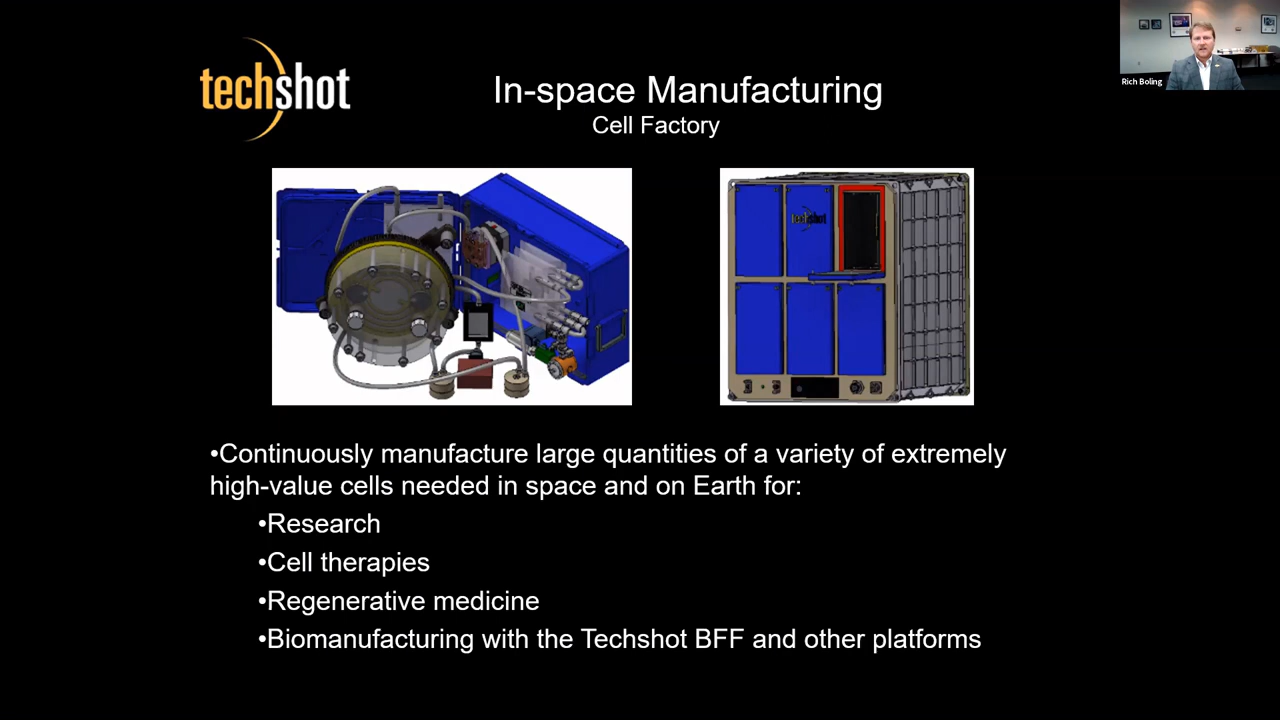 techshot
In-space Manufacturing
Cell Factory
Rich Boling
techshot
•Continuously manufacture large quantities of a variety of extremely
high-value cells needed in space and on Earth for:
•Research
•Cell therapies
•Regenerative medicine
•Biomanufacturing with the Techshot BFF and other platforms